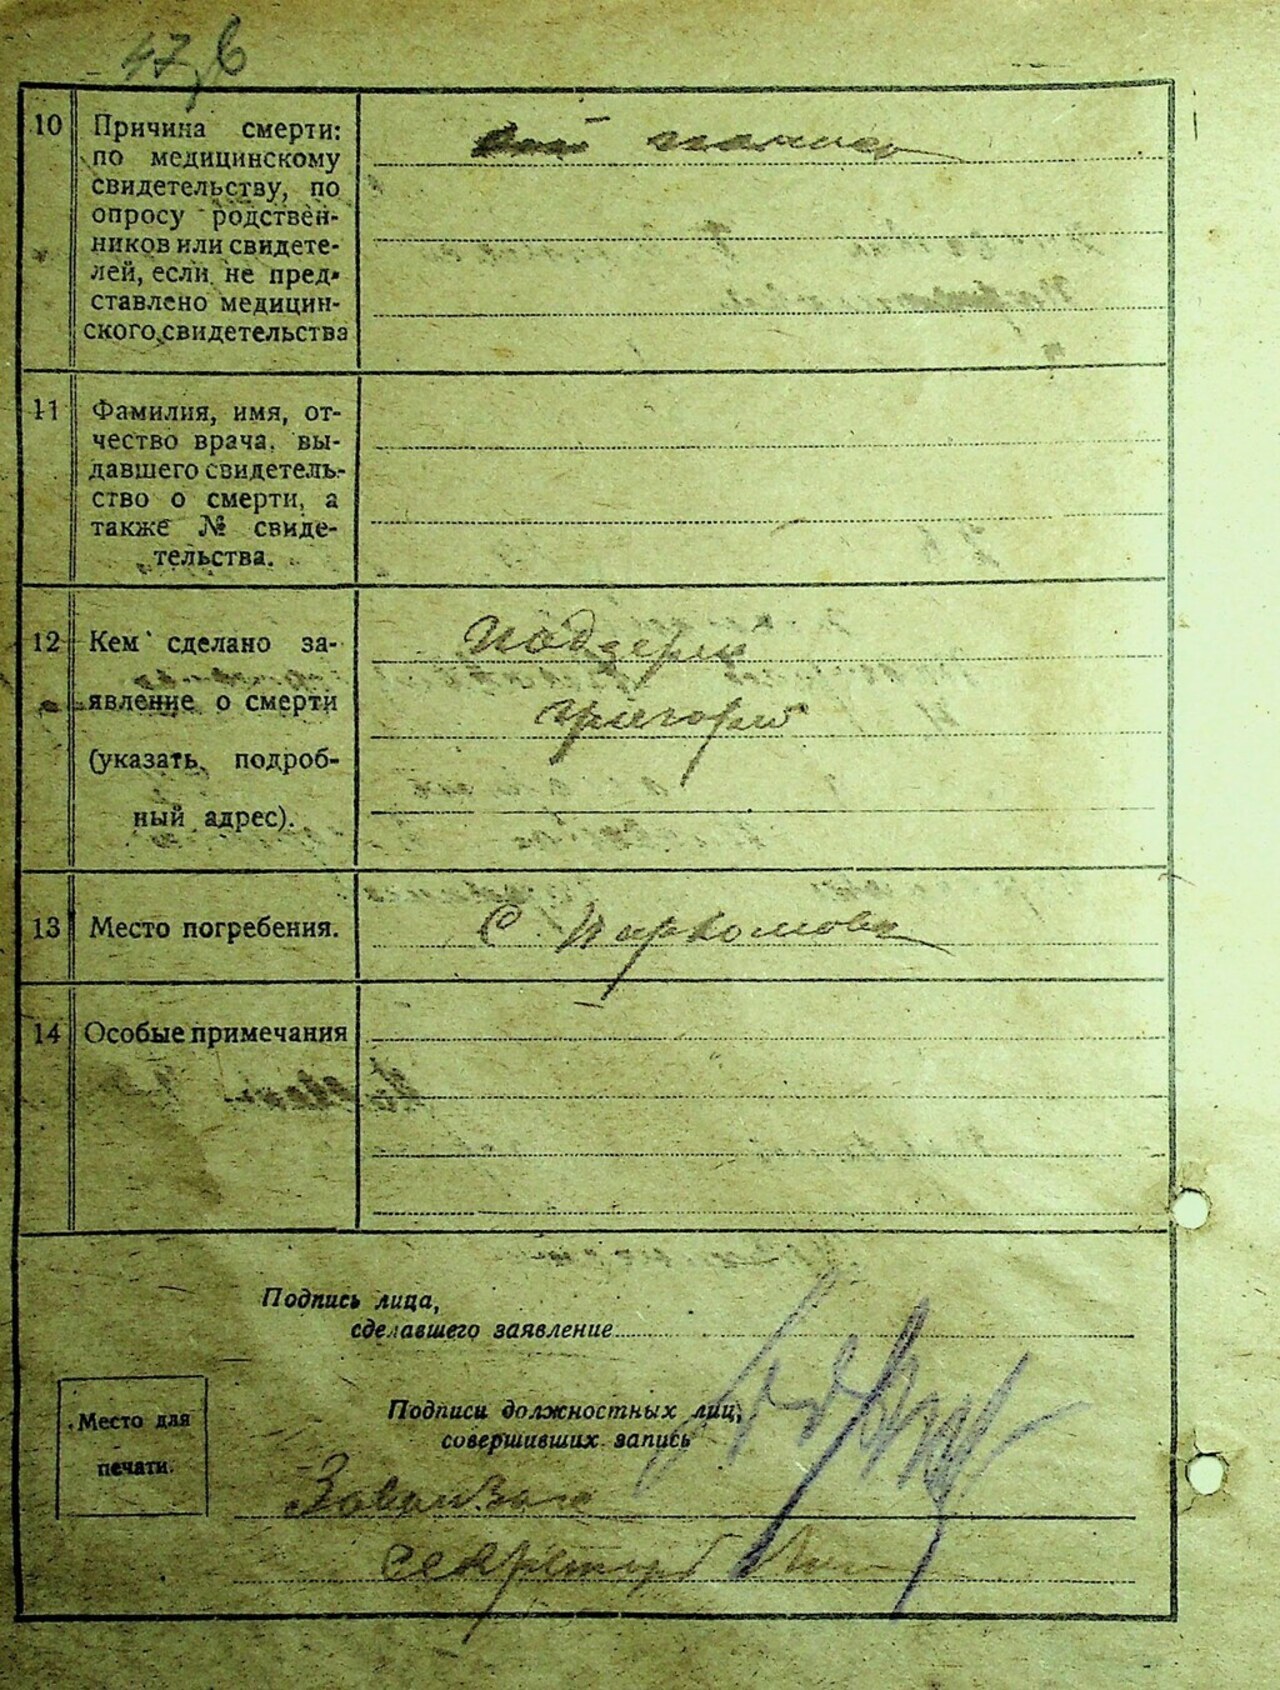 47
10 Причина смерти:
по медицинскому
свидетельству, по
опросу родствен-
ников или свидете-
лей, если не пред-
ставлено медицин-
ского свидетельства
11 Фамилия, имя, от-
чество врача, вы-
давшего свидетель-
ство о смерти, а
также № свиде-
тельства.
12 Кем сделано за-
явление о смерти
(указать подроб-
ный адрес).
григорий
13 Место погребения.
С Пархомовка
14 Особые примечания
Подпись лица,
сделавшего заявление
Подписи должностных лиц,
совершивших запись
Место для
печати.
секретарь